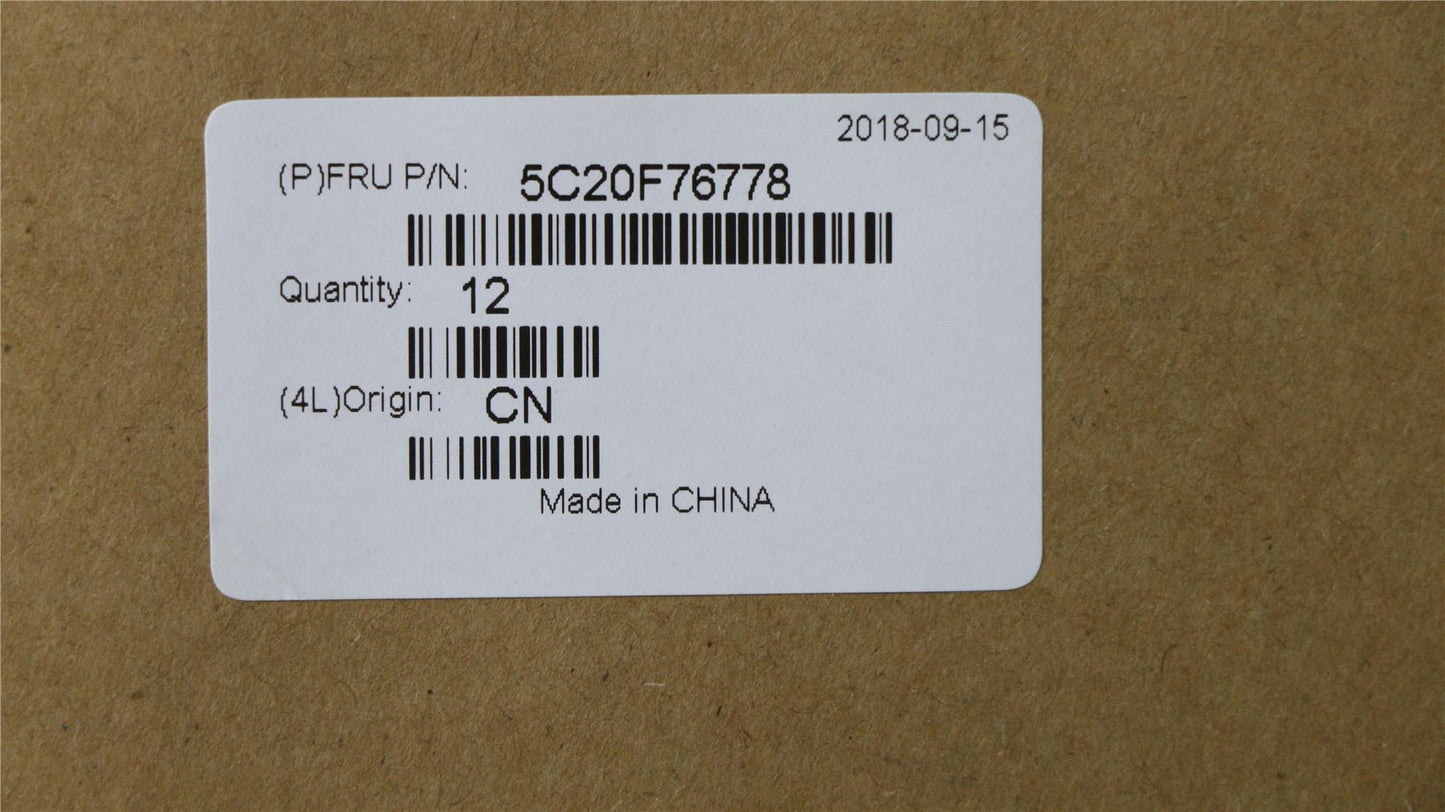 2018-09-15
(P)FRU P/N: 5C20F76778
Quantity: 12
(4L)Origin: CN
Made in CHINA